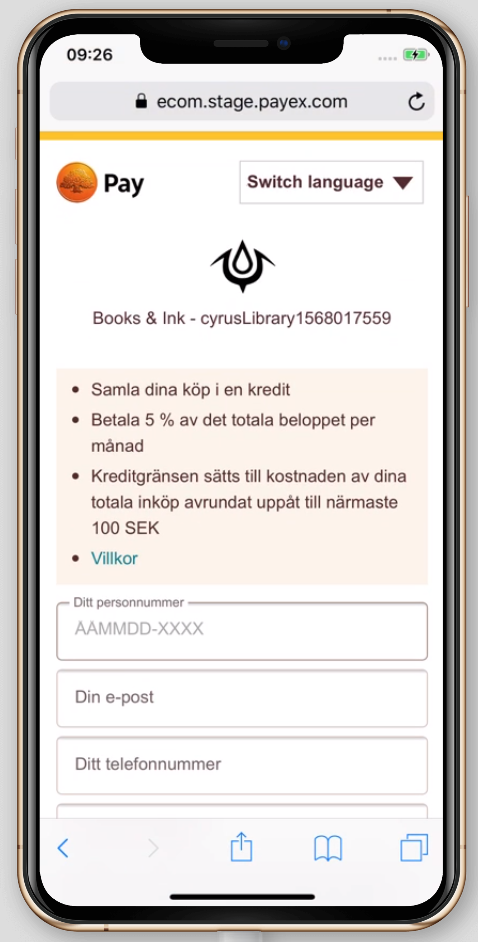 09:26
ecom.stage.payex.com
Pay
Switch language
Books & Ink - cyrusLibrary1568017559
Samla dina köp i en kredit
Betala 5 % av det totala beloppet per
månad
Kreditgränsen sätts till kostnaden av dina
totala inköp avrundat uppåt till närmaste
100 SEK
Villkor
Ditt personnummer
ÅÅMMDD-XXXX
Din e-post
Ditt telefonnummer